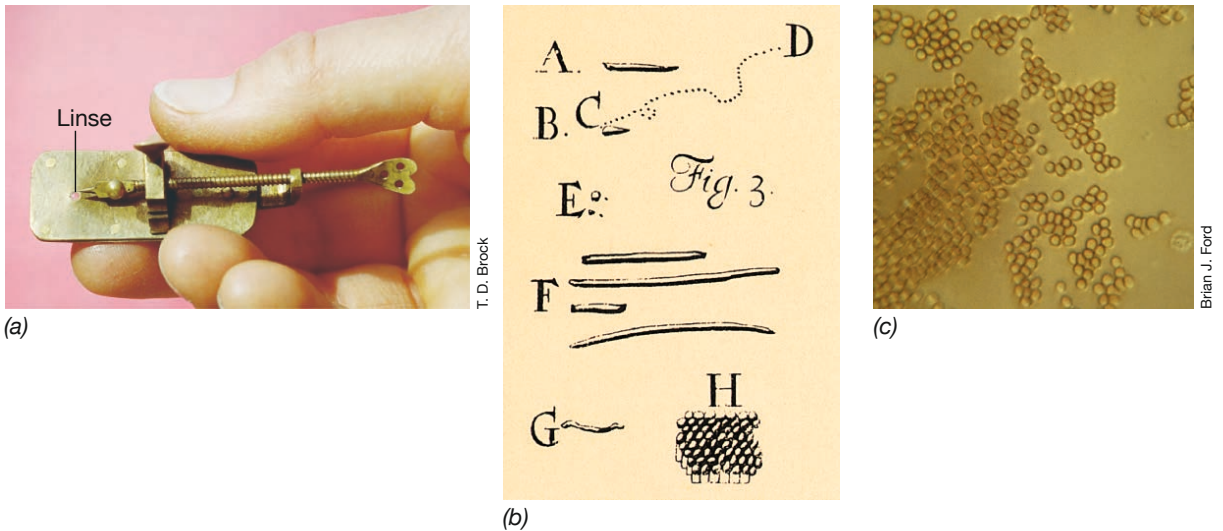 Linse
T. D. Brock
(a)
A.
D
B. C
Fig. 3.
E
F
G
H
(b)
Brian J. Ford
(c)